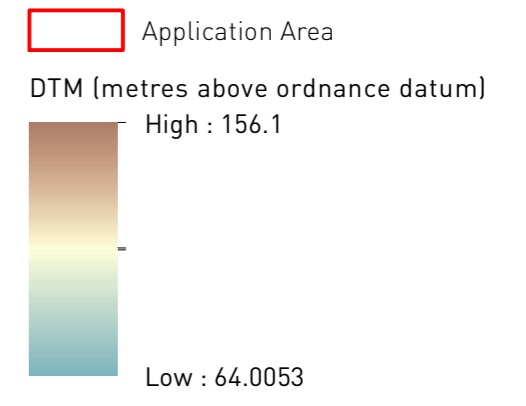 Application Area
DTM (metres above ordnance datum)
High : 156.1
Low : 64.0053